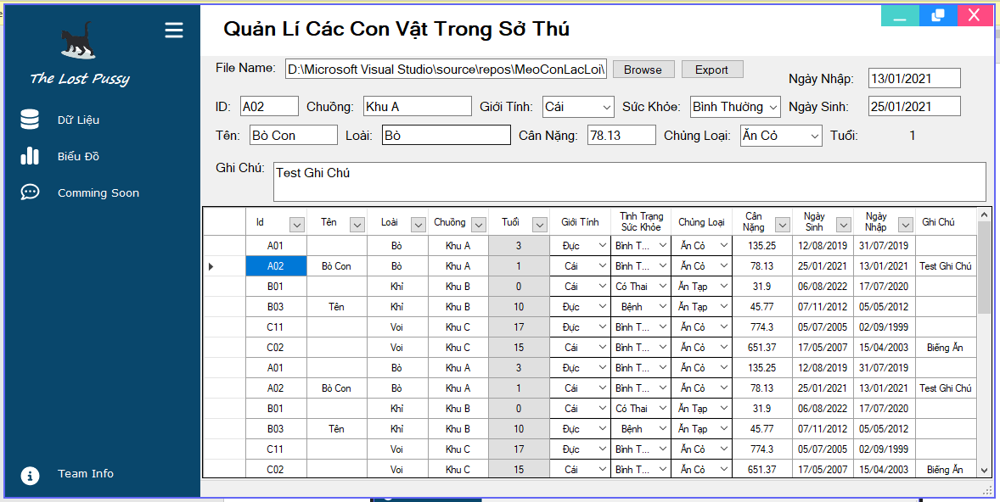 Quản Lí Các Con Vật Trong Sở Thú
The Lost Pussy
Dữ Liệu
Biểu Đồ
Comming Soon
Team Info
File Name: D:\Microsoft Visual Studio\source\repos\MeoConLacLoi\ Browse Export Ngày Nhập: 13/01/2021
ID: A02 Chuồng: Khu A Giới Tính: Cái Sức Khỏe: Bình Thường Ngày Sinh: 25/01/2021
Tên: Bò Con Loài: Bò Cân Nặng: 78.13 Chủng Loại: Ăn Cỏ Tuổi: 1
Ghi Chú: Test Ghi Chú
Id Tên Loài Chuồng Tuổi Giới Tính Tình Trạng Sức Khỏe Chủng Loại Cân Nặng Ngày Sinh Ngày Nhập Ghi Chú
A01 Bò Khu A 3 Đực Bình T... Ăn Cỏ 135.25 12/08/2019 31/07/2019
A02 Bò Con Bò Khu A 1 Cái Bình T... Ăn Cỏ 78.13 25/01/2021 13/01/2021 Test Ghi Chú
B01 Khỉ Khu B 0 Cái Có Thai Ăn Tạp 31.9 06/08/2022 17/07/2020
B03 Tên Khỉ Khu B 10 Đực Bệnh Ăn Tạp 45.77 07/11/2012 05/05/2012
C11 Voi Khu C 17 Đực Bình T... Ăn Cỏ 774.3 05/07/2005 02/09/1999
C02 Voi Khu C 15 Cái Bình T... Ăn Cỏ 651.37 17/05/2007 15/04/2003 Biếng Ăn
A01 Bò Khu A 3 Đực Bình T... Ăn Cỏ 135.25 12/08/2019 31/07/2019
A02 Bò Con Bò Khu A 1 Cái Bình T... Ăn Cỏ 78.13 25/01/2021 13/01/2021 Test Ghi Chú
B01 Khỉ Khu B 0 Cái Có Thai Ăn Tạp 31.9 06/08/2022 17/07/2020
B03 Tên Khỉ Khu B 10 Đực Bệnh Ăn Tạp 45.77 07/11/2012 05/05/2012
C11 Voi Khu C 17 Đực Bình T... Ăn Cỏ 774.3 05/07/2005 02/09/1999
C02 Voi Khu C 15 Cái Bình T... Ăn Cỏ 651.37 17/05/2007 15/04/2003 Biếng Ăn